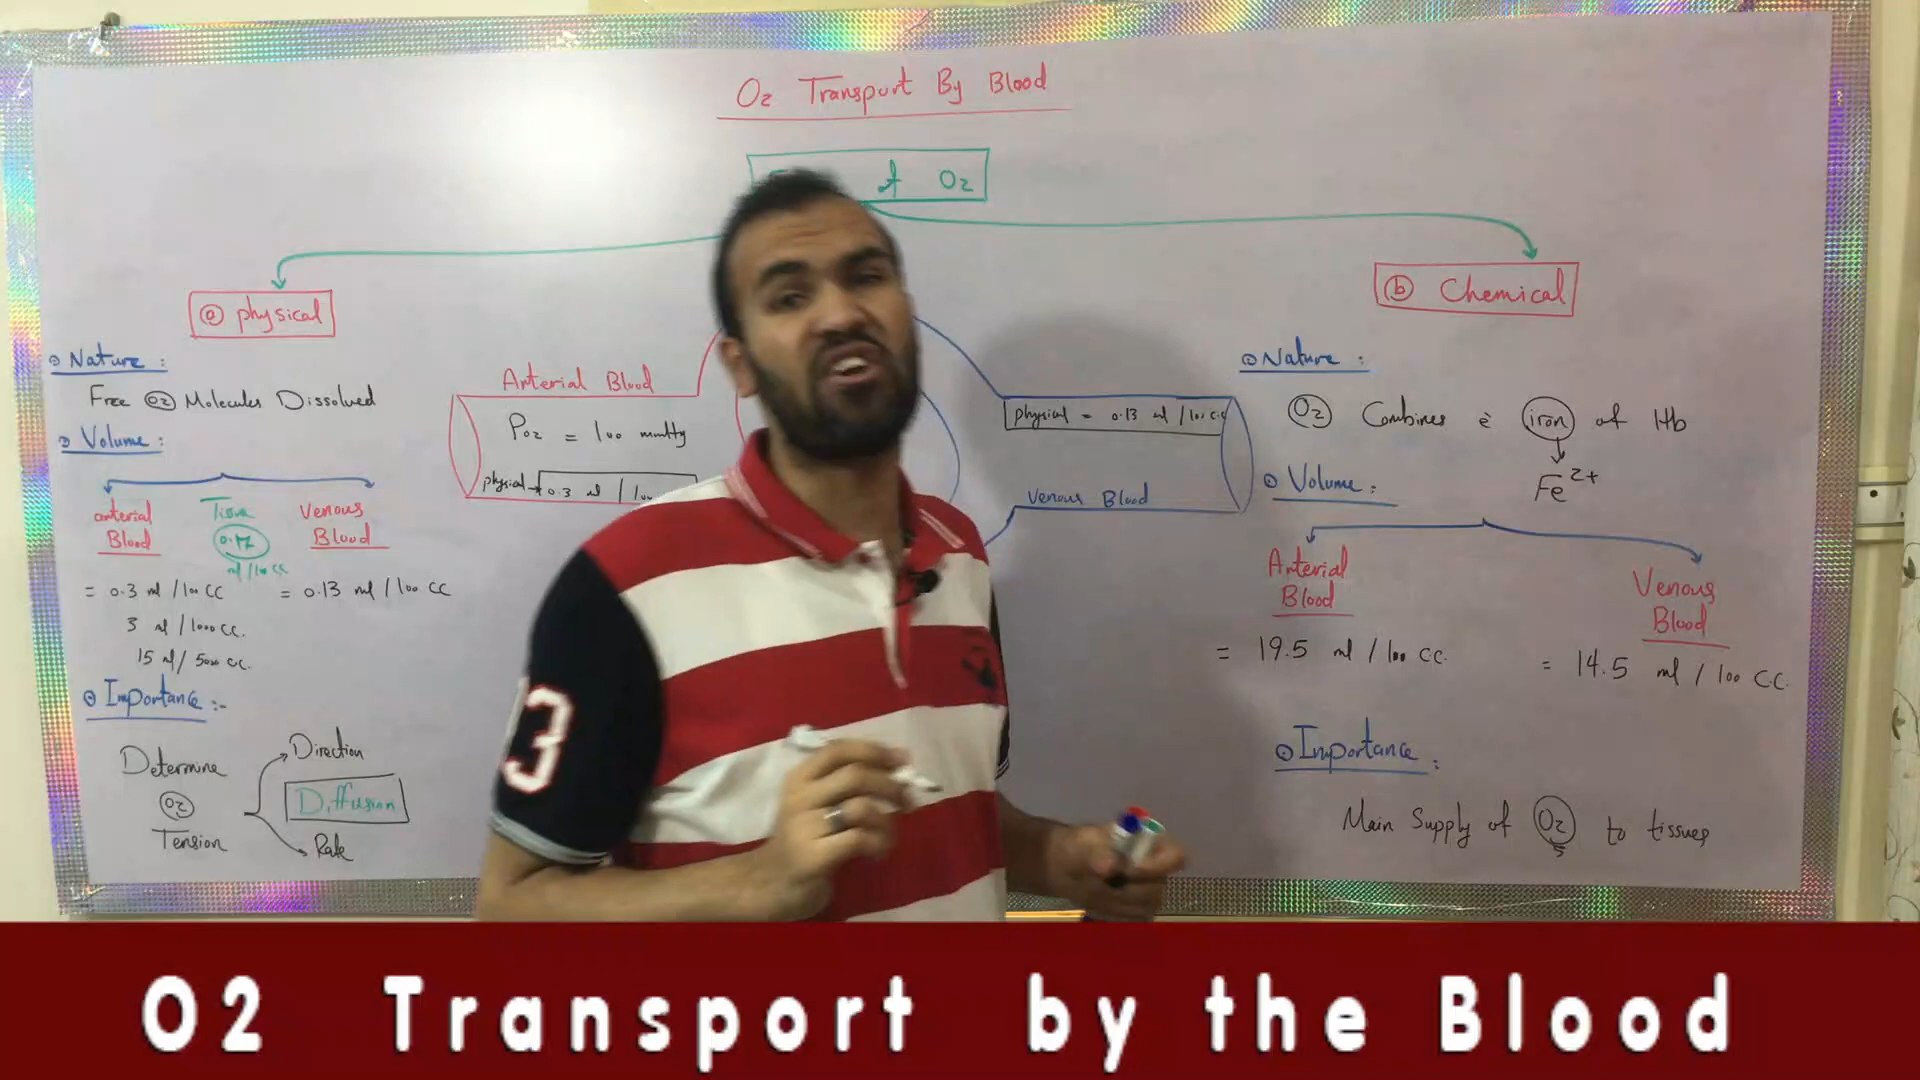 O2 Transport By Blood
of O2
ⓐ physical
⊙ Nature :
Free O2 Molecules Dissolved
⊙ Volume :
arterial Blood
Tissue
0.17
ml/100 CC
Venous Blood
= 0.3 ml / 100 CC
= 0.13 ml / 100 CC
3 ml / 1000 CC.
15 ml / 5000 CC.
⊙ Importance :-
Determine
O2
Tension
Direction
Diffusion
Rate
Arterial Blood
PO2 = 100 mmHg
physical → 0.3 ml /
physical = 0.13 ml / 100 C.C
Venous Blood
ⓑ Chemical
⊙ Nature :
O2 Combines è iron of Hb
Fe2+
⊙ Volume :
Arterial Blood
Venous Blood
= 19.5 ml / 100 CC.
= 14.5 ml / 100 C.C.
⊙ Importance :
Main Supply of O2 to tissues
3
O2 Transport by the Blood